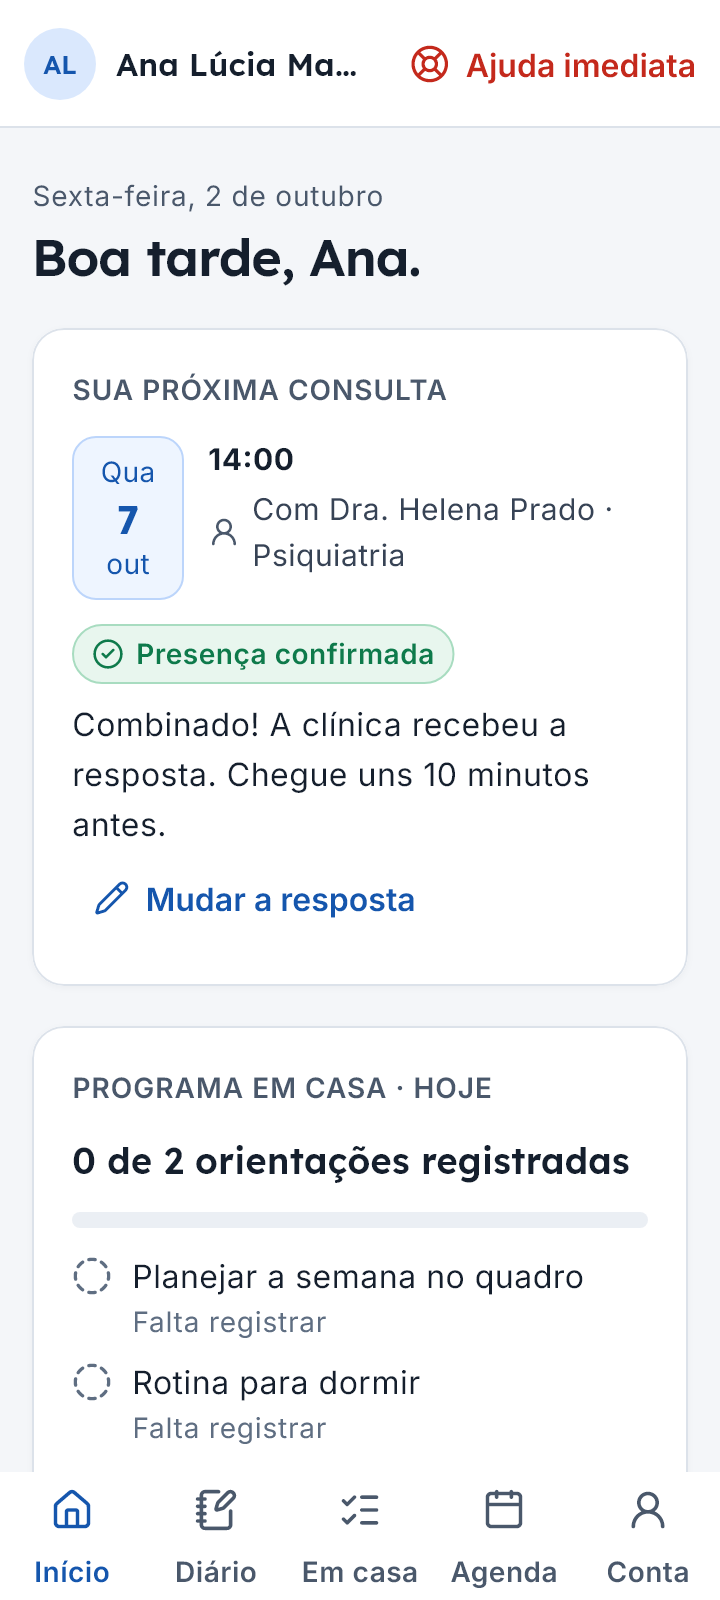 AL
Ana Lúcia Ma...
Ajuda imediata
Sexta-feira, 2 de outubro
Boa tarde, Ana.
SUA PRÓXIMA CONSULTA
Qua
7
out
14:00
Com Dra. Helena Prado ·
Psiquiatria
Presença confirmada
Combinado! A clínica recebeu a
resposta. Chegue uns 10 minutos
antes.
Mudar a resposta
PROGRAMA EM CASA · HOJE
0 de 2 orientações registradas
Planejar a semana no quadro
Falta registrar
Rotina para dormir
Falta registrar
Início
Diário
Em casa
Agenda
Conta